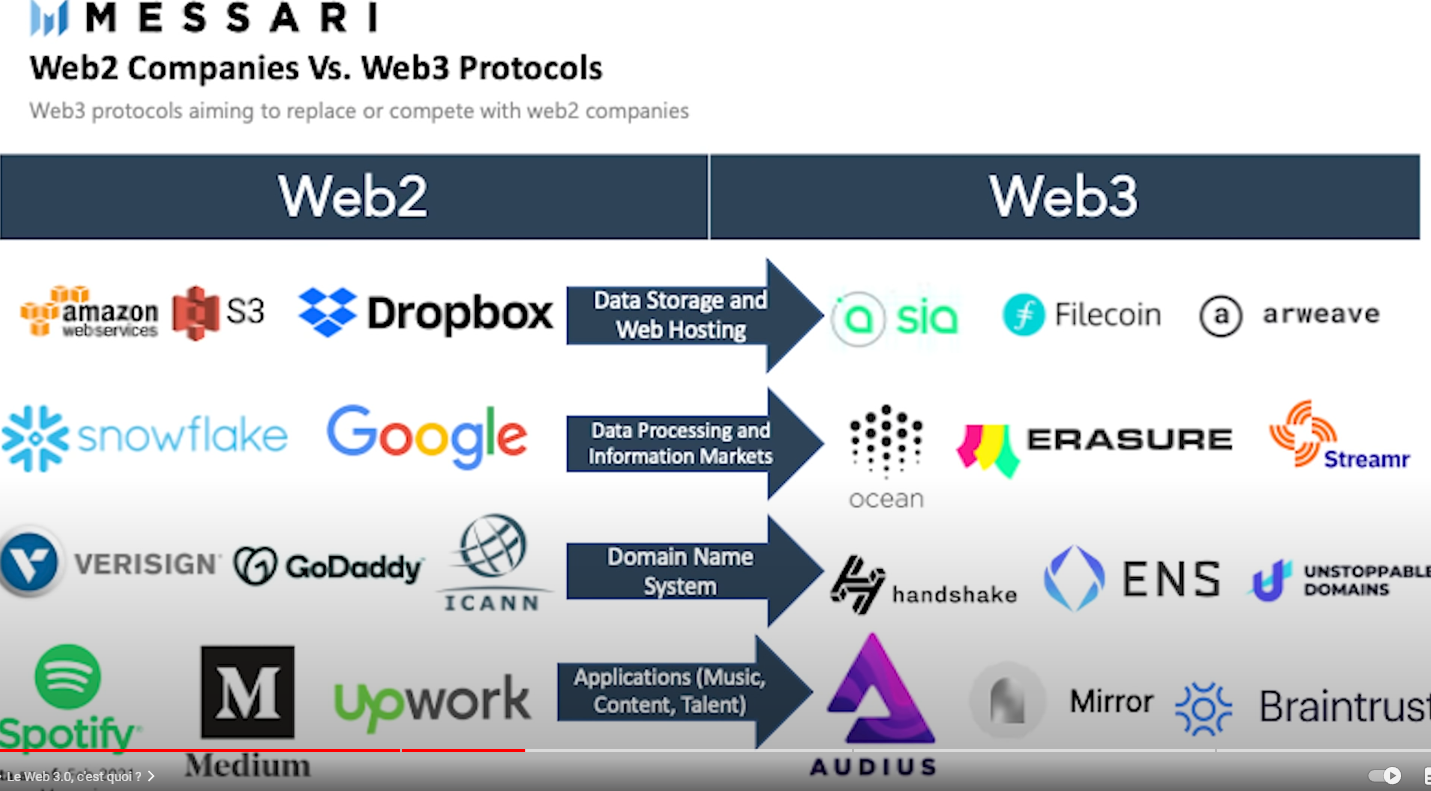 MESSARI
Web2 Companies Vs. Web3 Protocols
Web3 protocols aiming to replace or compete with web2 companies
Web2 Web3
amazon webservices S3 Dropbox Data Storage and Web Hosting a sia Filecoin a arweave
snowflake Google Data Processing and Information Markets ocean ERASURE Streamr
VERISIGN GoDaddy ICANN Domain Name System handshake ENS UNSTOPPABLE DOMAINS
Spotify M Medium upwork Applications (Music, Content, Talent) AUDIUS Mirror Braintrust
Le Web 3.0, c'est quoi ?